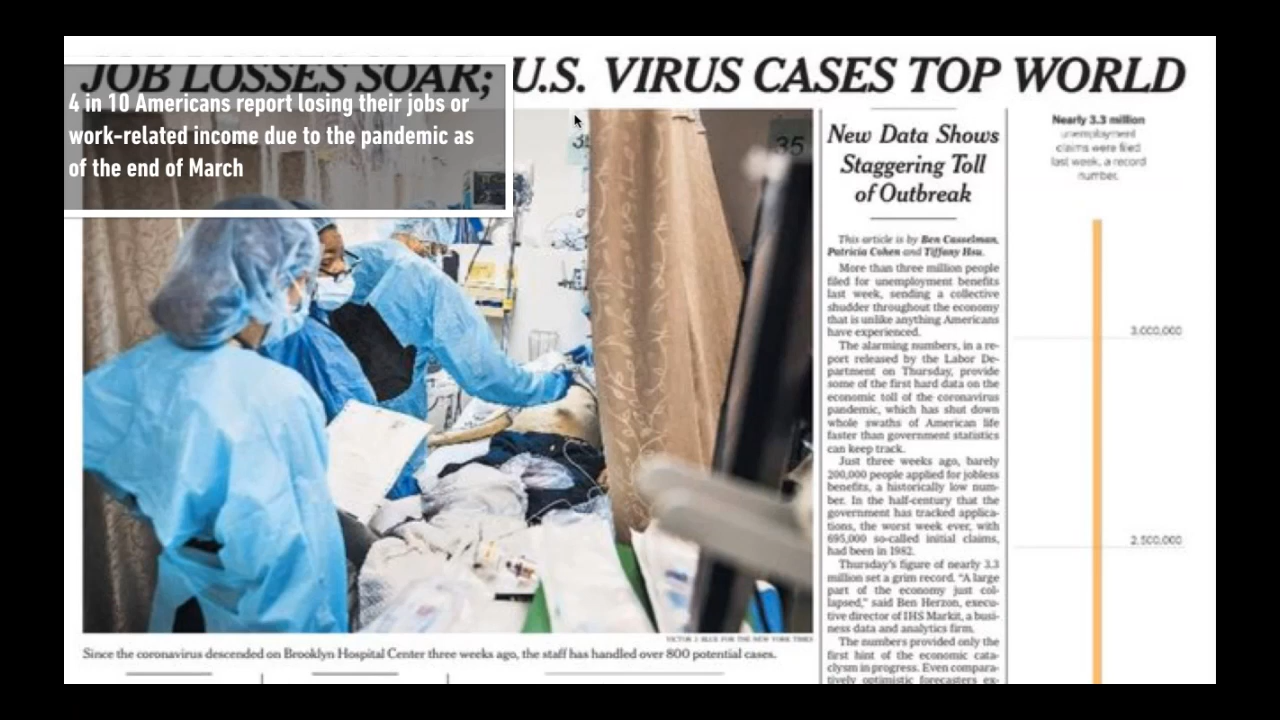 JOB LOSSES SOAR; U.S. VIRUS CASES TOP WORLD
4 in 10 Americans report losing their jobs or
work-related income due to the pandemic as
of the end of March
35
35
New Data Shows
Staggering Toll
of Outbreak
This article is by Ben Casselman,
Patricia Cohen and Tiffany Hsu.
More than three million people
filed for unemployment benefits
last week, sending a collective
shudder throughout the economy
that is unlike anything Americans
have experienced.
The alarming numbers, in a re-
port released by the Labor De-
partment on Thursday, provide
some of the first hard data on the
economic toll of the coronavirus
pandemic, which has shut down
whole swaths of American life
faster than government statistics
can keep track.
Just three weeks ago, barely
200,000 people applied for jobless
benefits, a historically low num-
ber. In the half-century that the
government has tracked applica-
tions, the worst week ever, with
695,000 so-called initial claims,
had been in 1982.
Thursday's figure of nearly 3.3
million set a grim record. "A large
part of the economy just col-
lapsed," said Ben Herzon, execu-
tive director of IHS Markit, a busi-
ness data and analytics firm.
The numbers provided only the
first hint of the economic cata-
clysm in progress. Even compara-
tively optimistic forecasters ex-
Nearly 3.3 million
unemployment
claims were filed
last week, a record
number.
3,000,000
2,500,000
VICTOR J. BLUE FOR THE NEW YORK TIMES
Since the coronavirus descended on Brooklyn Hospital Center three weeks ago, the staff has handled over 800 potential cases.